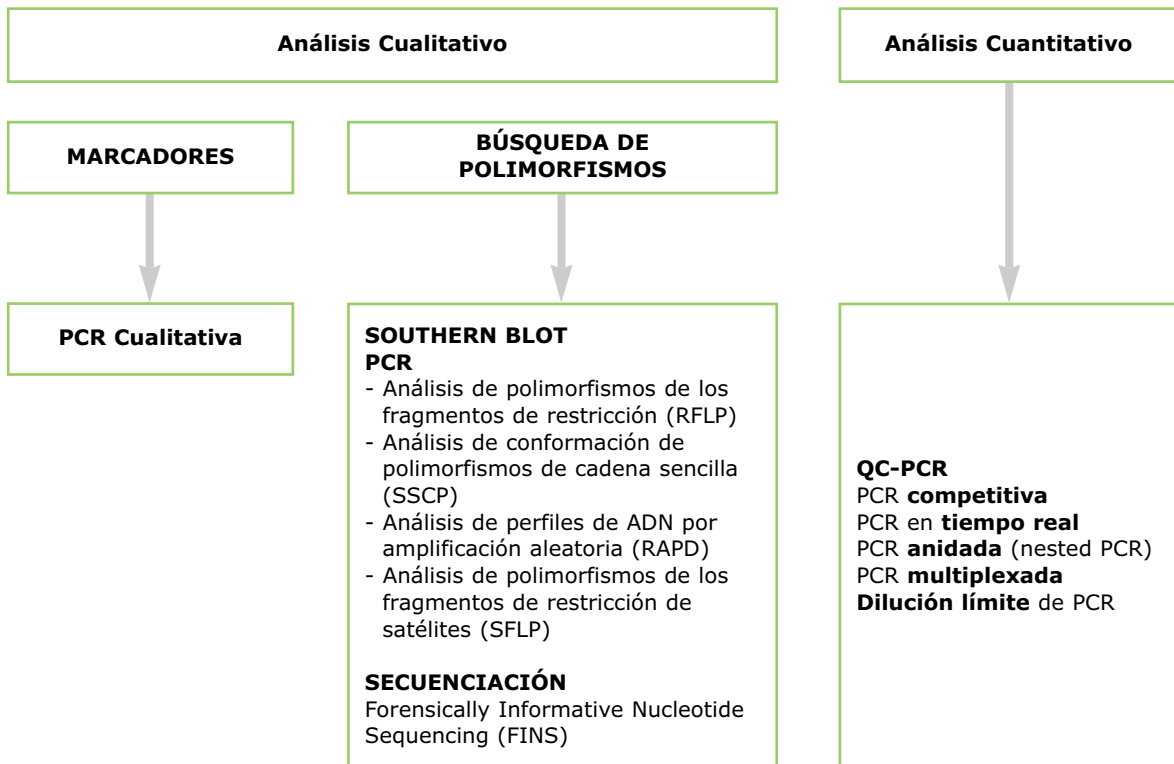 Análisis Cualitativo
Análisis Cuantitativo
MARCADORES
BÚSQUEDA DE
POLIMORFISMOS
PCR Cualitativa
SOUTHERN BLOT
PCR
- Análisis de polimorfismos de los
fragmentos de restricción (RFLP)
- Análisis de conformación de
polimorfismos de cadena sencilla
(SSCP)
- Análisis de perfiles de ADN por
amplificación aleatoria (RAPD)
- Análisis de polimorfismos de los
fragmentos de restricción de
satélites (SFLP)
SECUENCIACIÓN
Forensically Informative Nucleotide
Sequencing (FINS)
QC-PCR
PCR competitiva
PCR en tiempo real
PCR anidada (nested PCR)
PCR multiplexada
Dilución límite de PCR